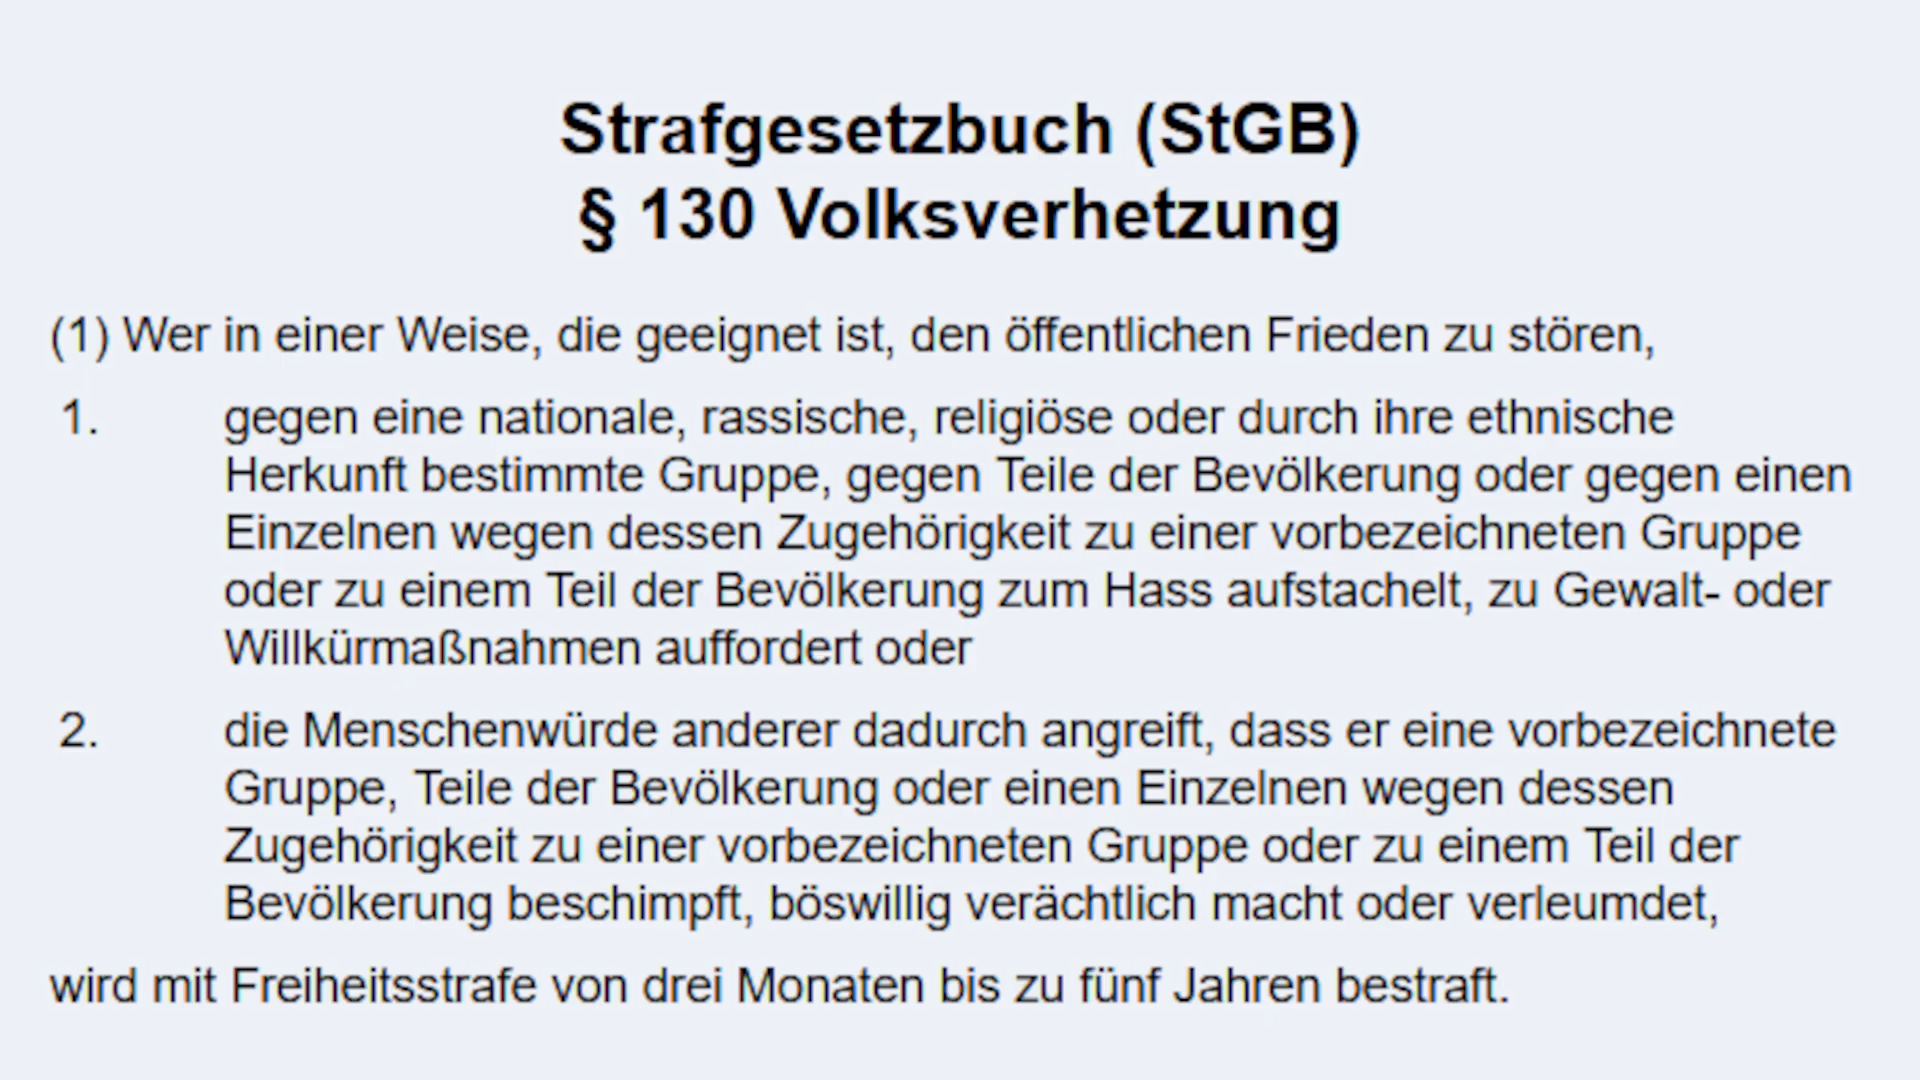 Strafgesetzbuch (StGB)
§ 130 Volksverhetzung
(1) Wer in einer Weise, die geeignet ist, den öffentlichen Frieden zu stören,
1. gegen eine nationale, rassische, religiöse oder durch ihre ethnische
Herkunft bestimmte Gruppe, gegen Teile der Bevölkerung oder gegen einen
Einzelnen wegen dessen Zugehörigkeit zu einer vorbezeichneten Gruppe
oder zu einem Teil der Bevölkerung zum Hass aufstachelt, zu Gewalt- oder
Willkürmaßnahmen auffordert oder
2. die Menschenwürde anderer dadurch angreift, dass er eine vorbezeichnete
Gruppe, Teile der Bevölkerung oder einen Einzelnen wegen dessen
Zugehörigkeit zu einer vorbezeichneten Gruppe oder zu einem Teil der
Bevölkerung beschimpft, böswillig verächtlich macht oder verleumdet,
wird mit Freiheitsstrafe von drei Monaten bis zu fünf Jahren bestraft.